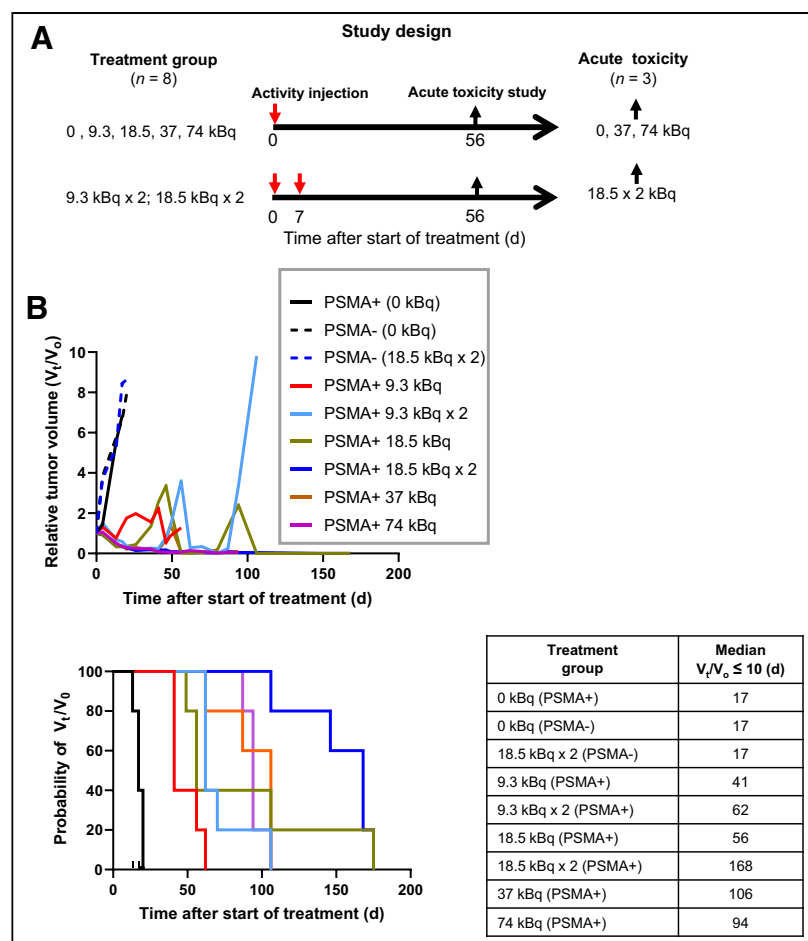 A
Study design
Treatment group
(n = 8)
Acute toxicity
(n = 3)
Activity injection
Acute toxicity study
0 , 9.3, 18.5, 37, 74 kBq
0
56
0, 37, 74 kBq
9.3 kBq x 2; 18.5 kBq x 2
18.5 x 2 kBq
0
7
56
Time after start of treatment (d)
B
PSMA+ (0 kBq)
PSMA- (0 kBq)
PSMA- (18.5 kBq x 2)
PSMA+ 9.3 kBq
PSMA+ 9.3 kBq x 2
PSMA+ 18.5 kBq
PSMA+ 18.5 kBq x 2
PSMA+ 37 kBq
PSMA+ 74 kBq
Relative tumor volume (Vt/Vo)
10
8
6
4
2
0
0
50
100
150
200
Time after start of treatment (d)
Probability of Vt/V0
100
80
60
40
20
0
0
50
100
150
200
Time after start of treatment (d)
Treatment group
Median Vt/Vo ≤ 10 (d)
0 kBq (PSMA+) 17
0 kBq (PSMA-) 17
18.5 kBq x 2 (PSMA-) 17
9.3 kBq (PSMA+) 41
9.3 kBq x 2 (PSMA+) 62
18.5 kBq (PSMA+) 56
18.5 kBq x 2 (PSMA+) 168
37 kBq (PSMA+) 106
74 kBq (PSMA+) 94